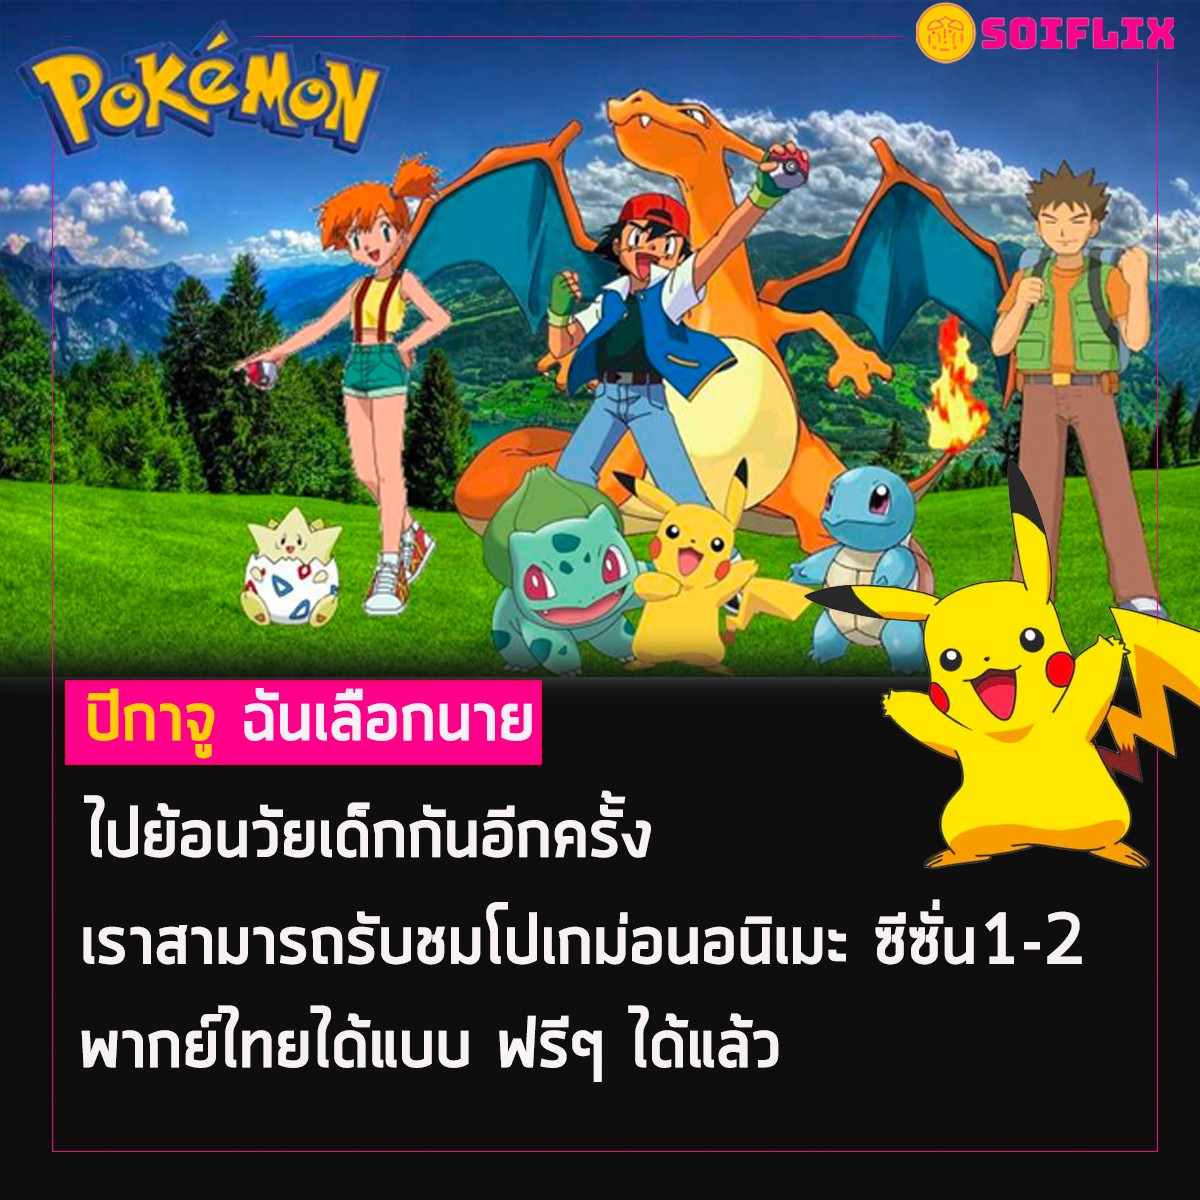 POKÉMON
SOIFLIX
ปีกาจู ฉันเลือกนาย
ไปย้อนวัยเด็กกันอีกครั้ง
เราสามารถรับชมโปเกม่อนอนิเมะ ซีซั่น1-2
พากย์ไทยได้แบบ ฟรีๆ ได้แล้ว